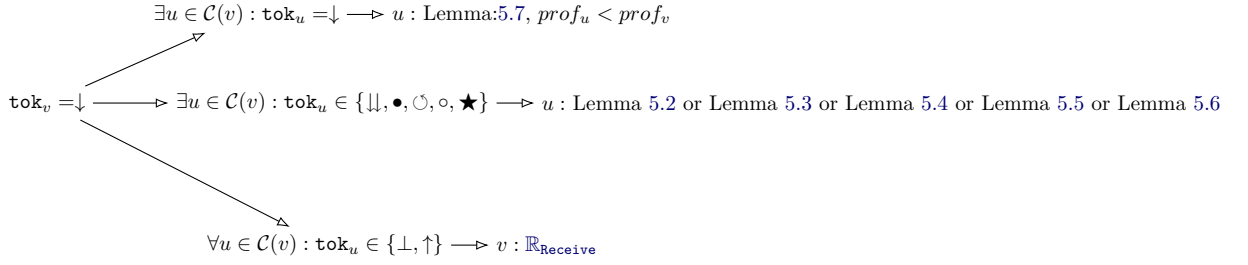 ∃u ∈ C(v) : tok_u =↓ → u : Lemma:5.7, prof_u < prof_v
tok_v =↓ → ∃u ∈ C(v) : tok_u ∈ {⇊, •, ↺, ○, ★} → u : Lemma 5.2 or Lemma 5.3 or Lemma 5.4 or Lemma 5.5 or Lemma 5.6
∀u ∈ C(v) : tok_u ∈ {⊥, ↑} → v : ℝ_Receive